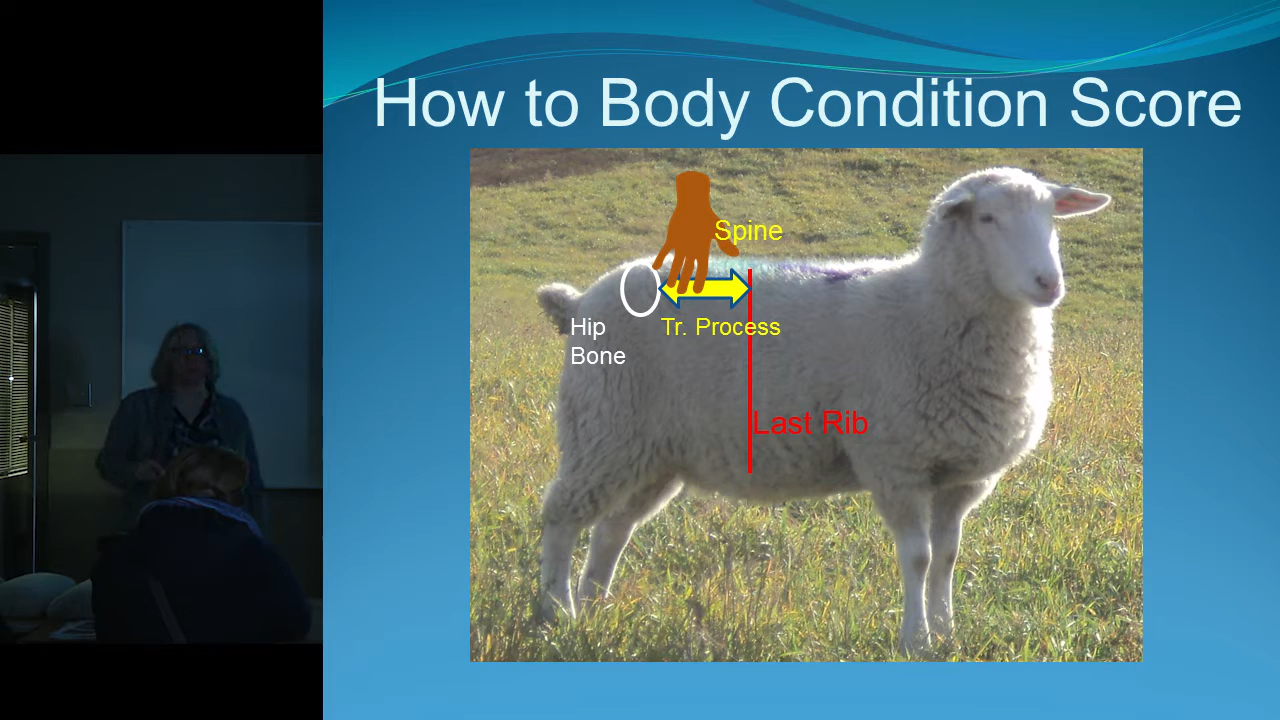 How to Body Condition Score
Spine
Hip
Bone
Tr. Process
Last Rib